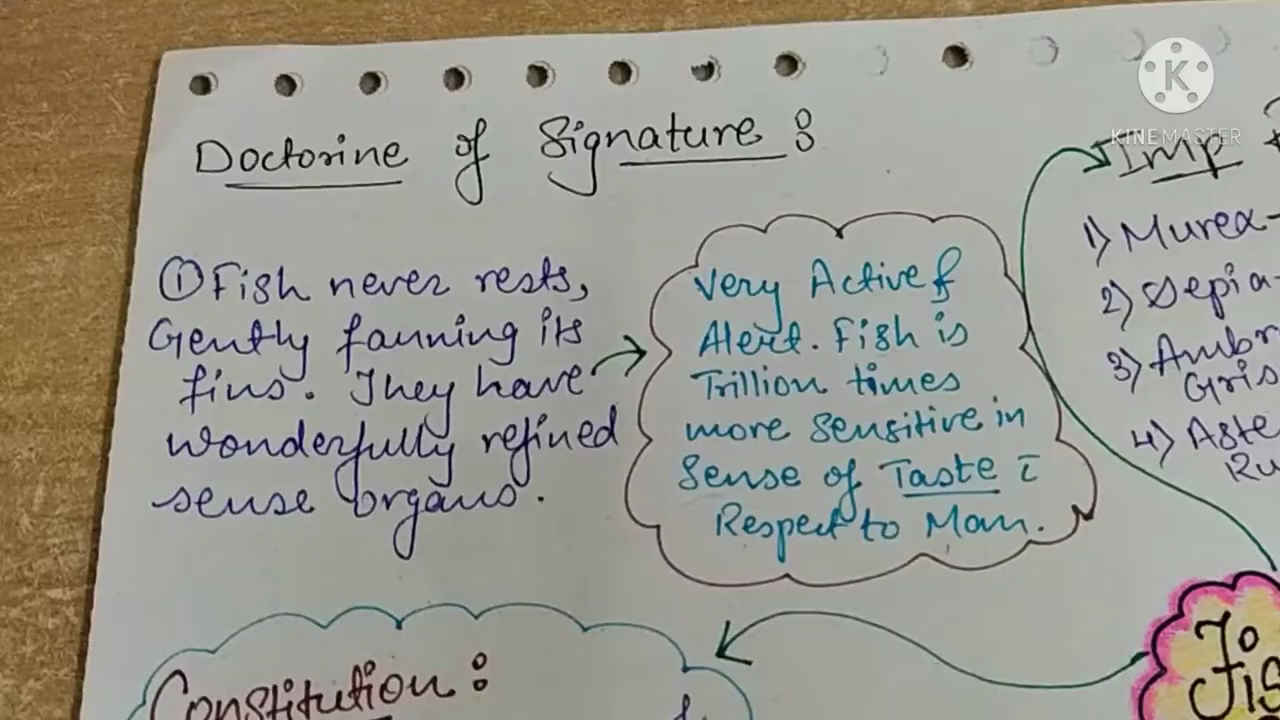 Doctorine of Signature :
① Fish never rests,
Gently fanning its
fins. They have
wonderfully refined
sense organs.
Very Active &
Alert. Fish is
Trillion times
more sensitive in
Sense of Taste c̄
Respect to Man.
Imp
1) Murex-
2) Sepia-
3) Ambr
Gris
4) Aste
Ru
Constitution :
Fis
K
KINEMASTER